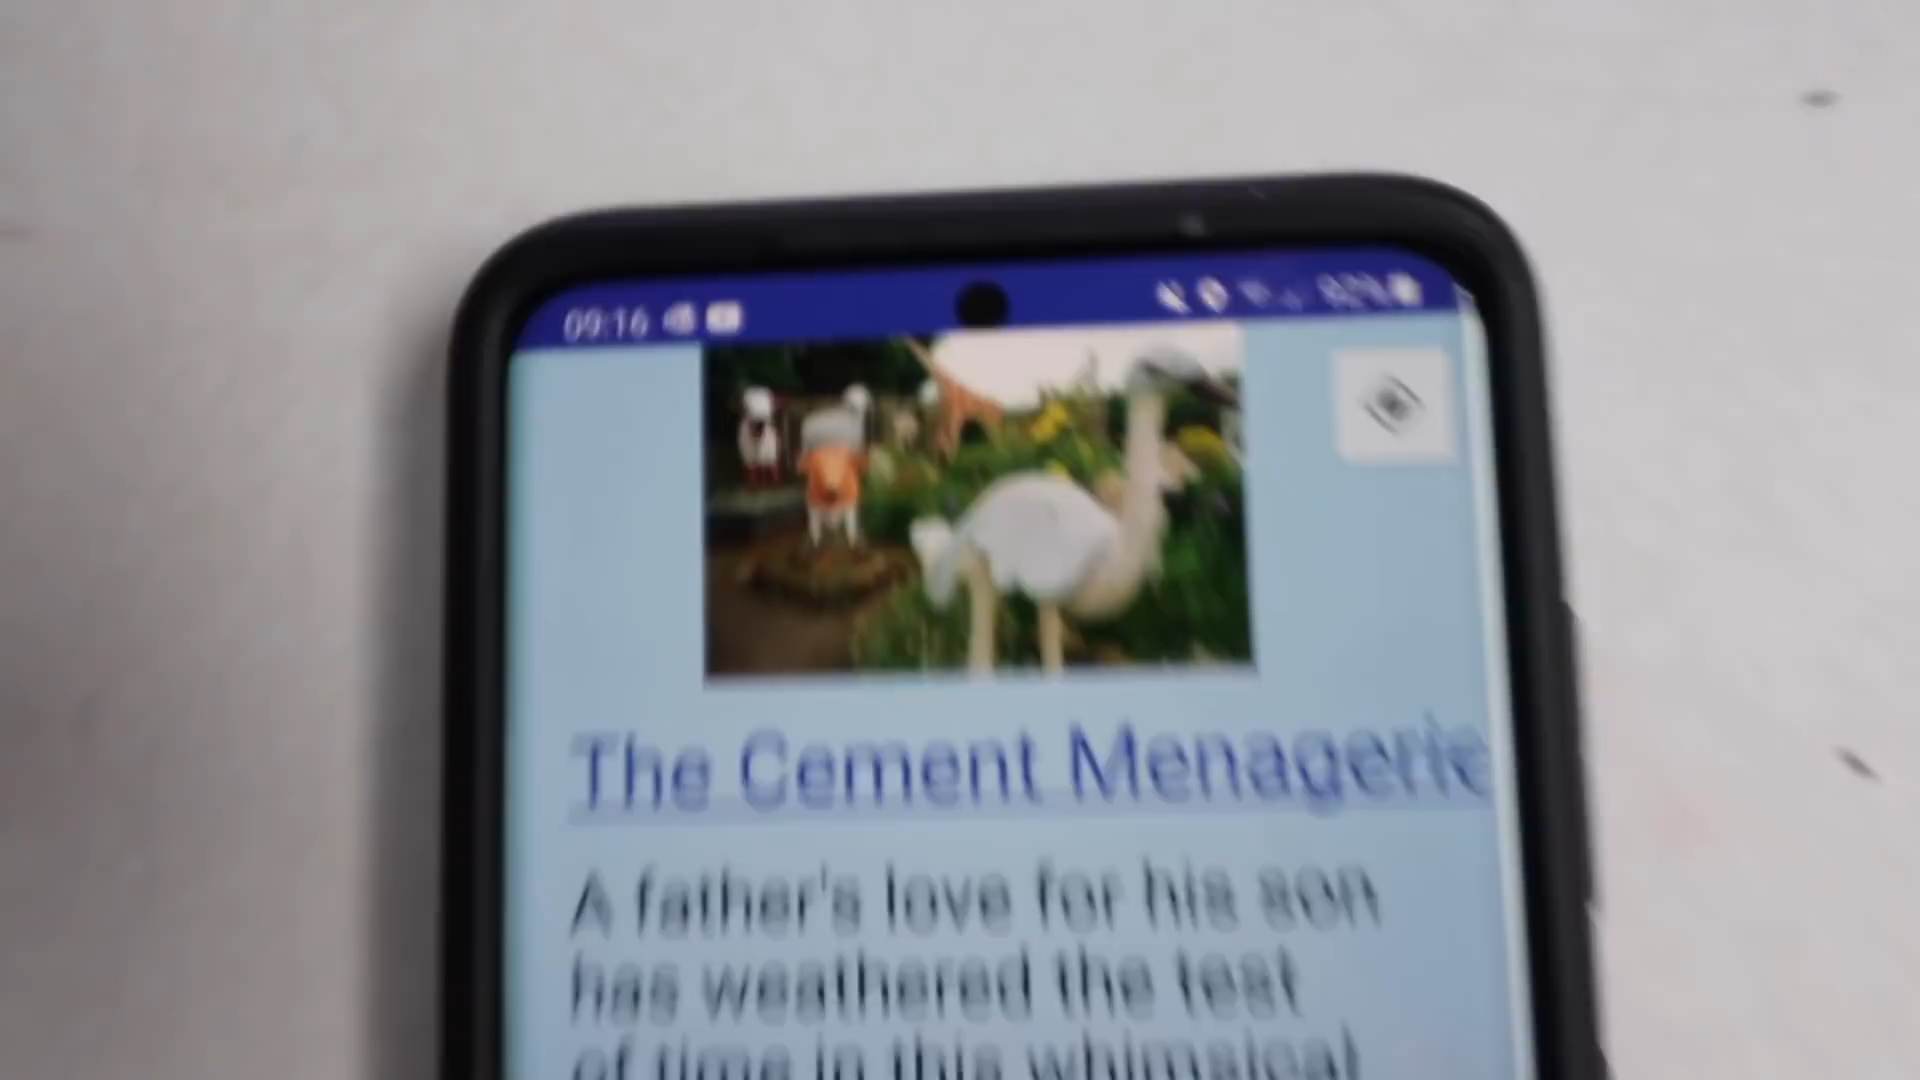 09:16 92%
The Cement Menagerie
A father's love for his son
has weathered the test
of time in this whimsical